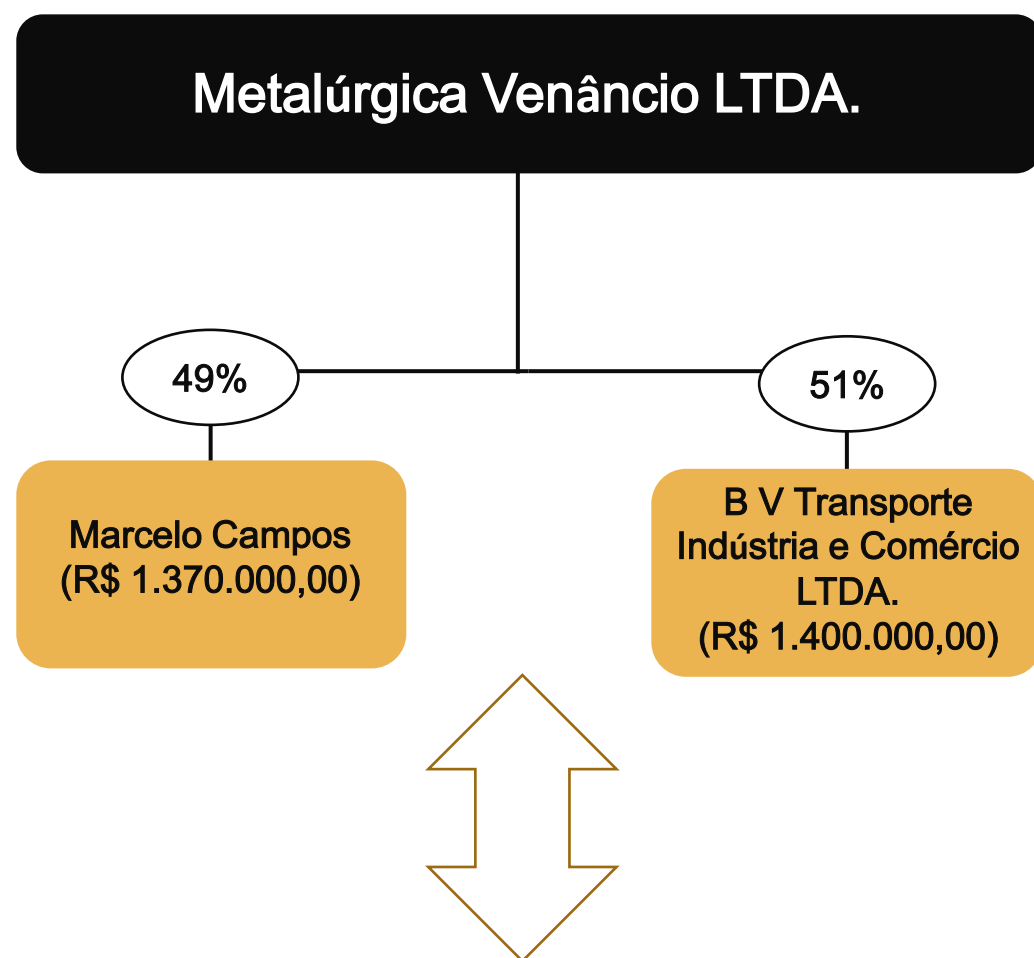 Metalúrgica Venâncio LTDA.
49%
51%
Marcelo Campos
(R$ 1.370.000,00)
B V Transporte
Indústria e Comércio
LTDA.
(R$ 1.400.000,00)